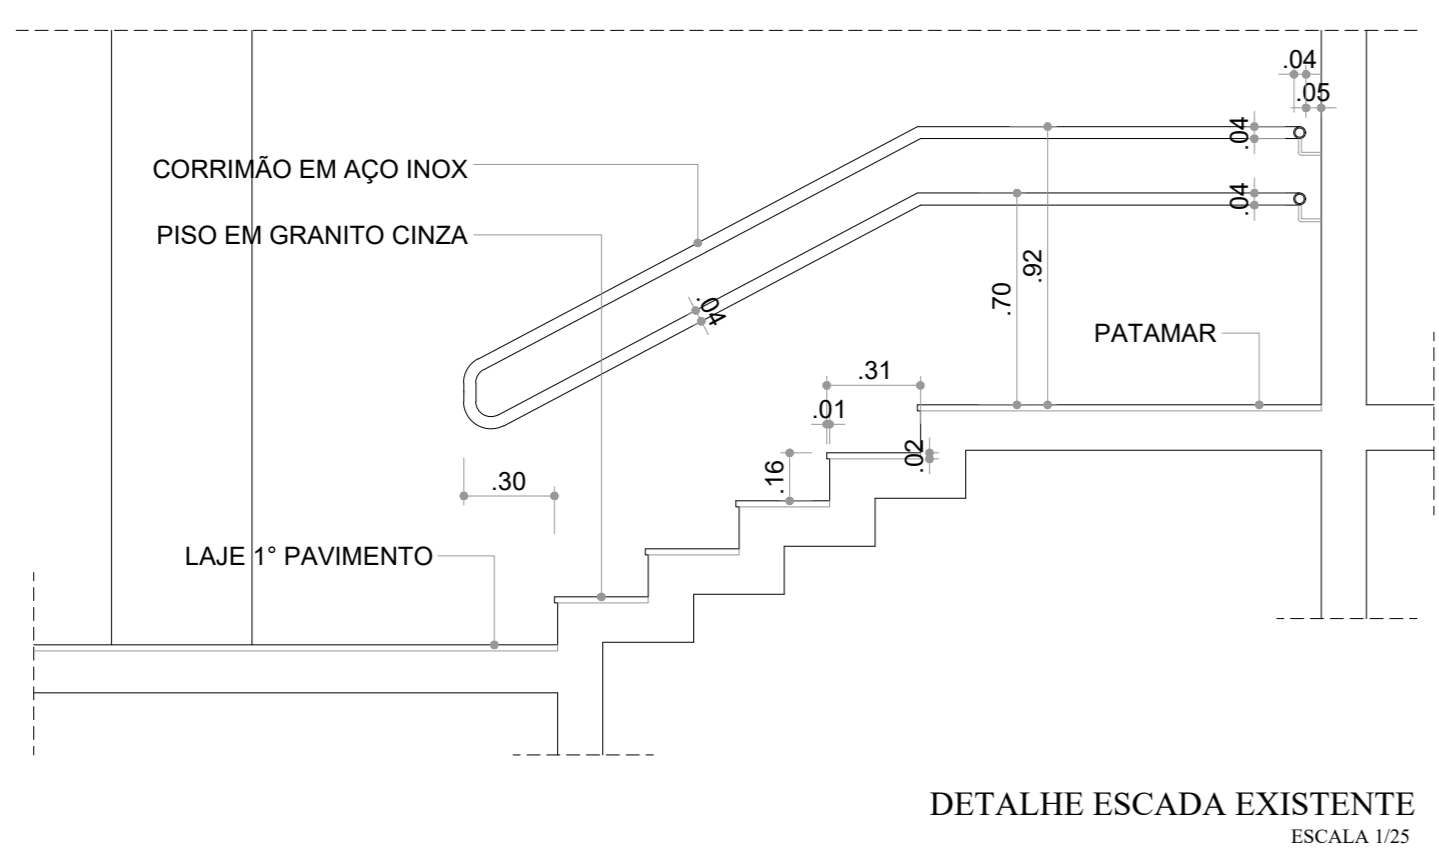 .04
.05
.04
CORRIMÃO EM AÇO INOX
.04
PISO EM GRANITO CINZA
.92
.70
.04
PATAMAR
.31
.01
.02
.16
.30
LAJE 1° PAVIMENTO
DETALHE ESCADA EXISTENTE
ESCALA 1/25